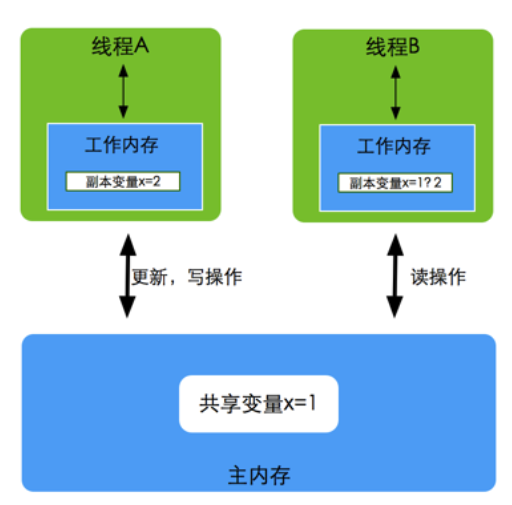 线程A
线程B
工作内存
工作内存
副本变量x=2
副本变量x=1?2
更新，写操作
读操作
共享变量x=1
主内存